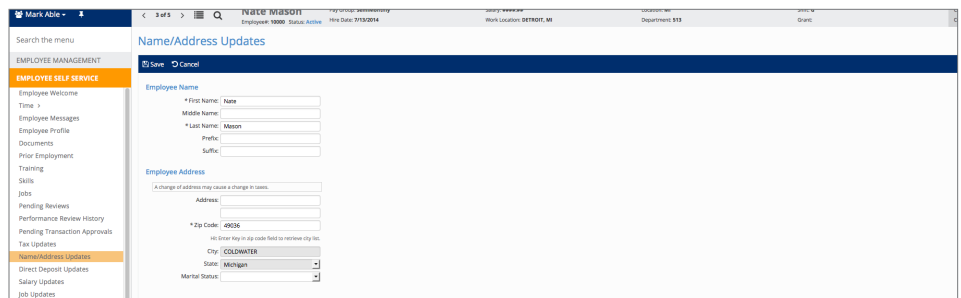 Mark Able
3 of 5
Nate Mason
Employee#: 10000 Status: Active
Hire Date: 7/13/2014
Work Location: DETROIT, MI
Department: 513
Grant:
Search the menu
Name/Address Updates
EMPLOYEE MANAGEMENT
Save Cancel
EMPLOYEE SELF SERVICE
Employee Welcome
Time >
Employee Messages
Employee Profile
Documents
Prior Employment
Training
Skills
Jobs
Pending Reviews
Performance Review History
Pending Transaction Approvals
Tax Updates
Name/Address Updates
Direct Deposit Updates
Salary Updates
Job Updates
Employee Name
* First Name: Nate
Middle Name:
* Last Name: Mason
Prefix:
Suffix:
Employee Address
A change of address may cause a change in taxes.
Address:
* Zip Code: 49036
Hit Enter Key in zip code field to retrieve city list.
City: COLDWATER
State: Michigan
Marital Status: